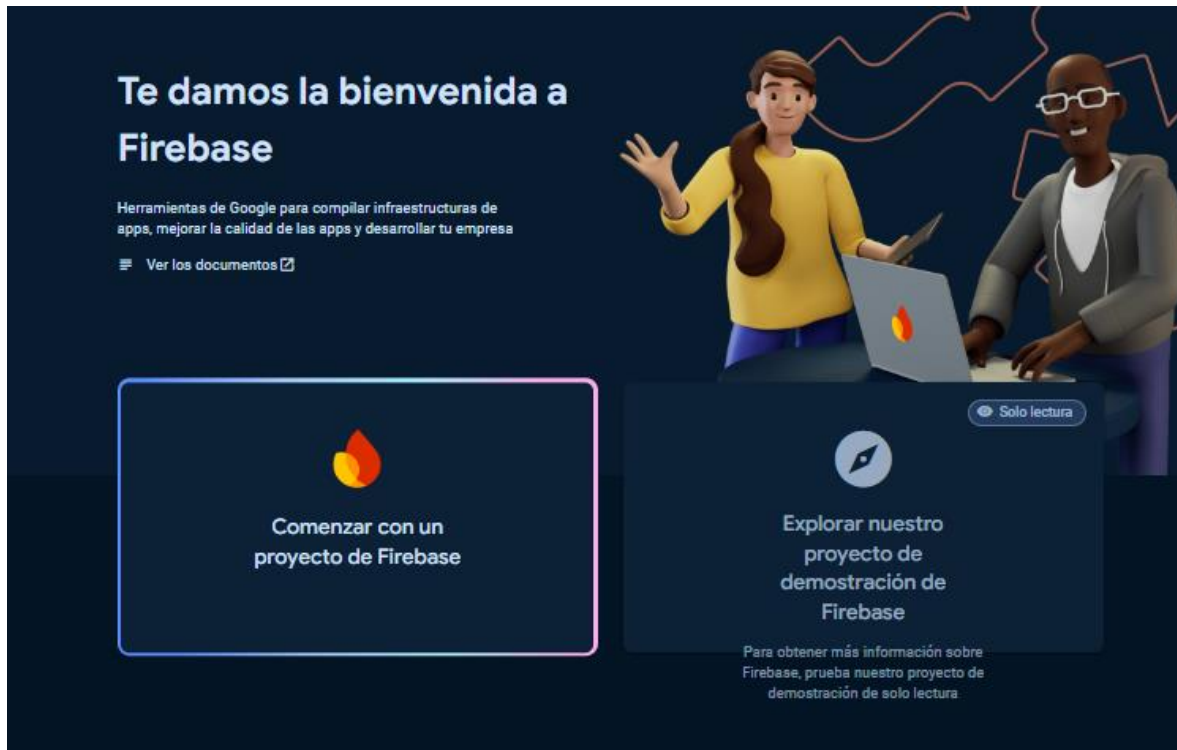 Te damos la bienvenida a
Firebase
Herramientas de Google para compilar infraestructuras de
apps, mejorar la calidad de las apps y desarrollar tu empresa
Ver los documentos
Comenzar con un
proyecto de Firebase
Solo lectura
Explorar nuestro
proyecto de
demostración de
Firebase
Para obtener más información sobre
Firebase, prueba nuestro proyecto de
demostración de solo lectura